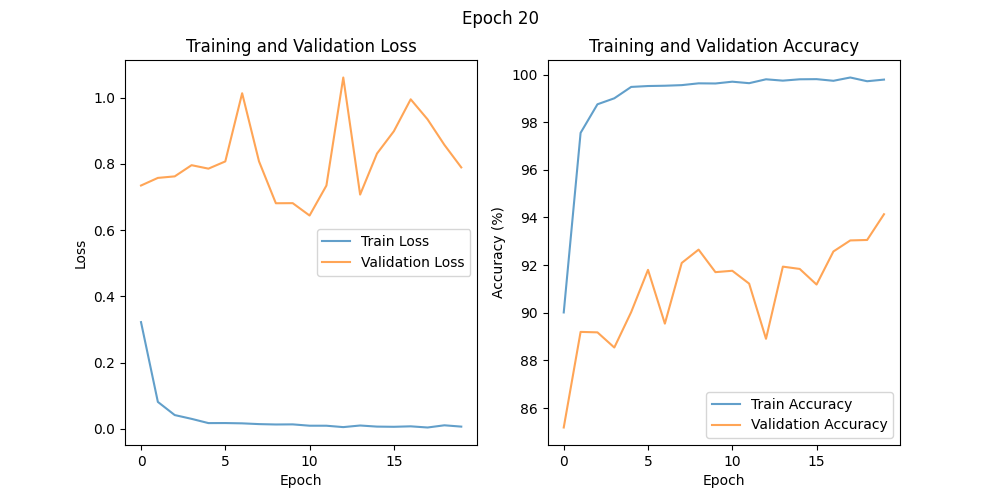 Epoch 20
Training and Validation Loss
1.0
0.8
0.6
0.4
0.2
0.0
Loss
Train Loss
Validation Loss
0 5 10 15
Epoch
Training and Validation Accuracy
100
98
96
94
92
90
88
86
Accuracy (%)
Train Accuracy
Validation Accuracy
0 5 10 15
Epoch